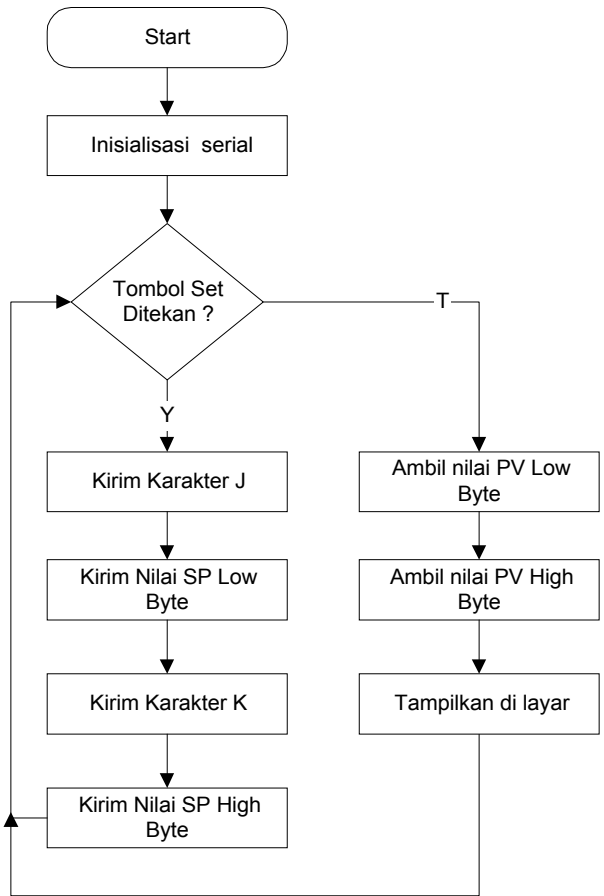 Start
Inisialisasi serial
Tombol Set
Ditekan ?
T
Y
Kirim Karakter J
Kirim Nilai SP Low
Byte
Kirim Karakter K
Kirim Nilai SP High
Byte
Ambil nilai PV Low
Byte
Ambil nilai PV High
Byte
Tampilkan di layar